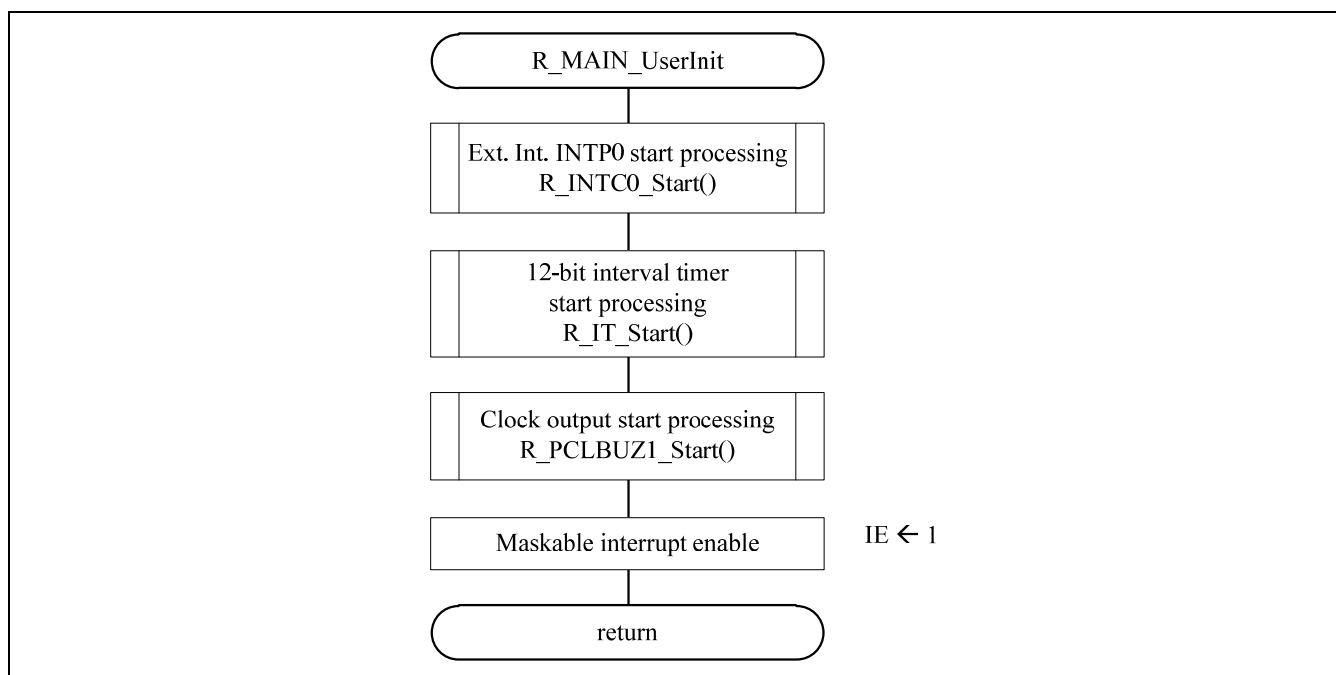 R_MAIN_UserInit
Ext. Int. INTP0 start processing
R_INTC0_Start()
12-bit interval timer
start processing
R_IT_Start()
Clock output start processing
R_PCLBUZ1_Start()
Maskable interrupt enable
IE ← 1
return